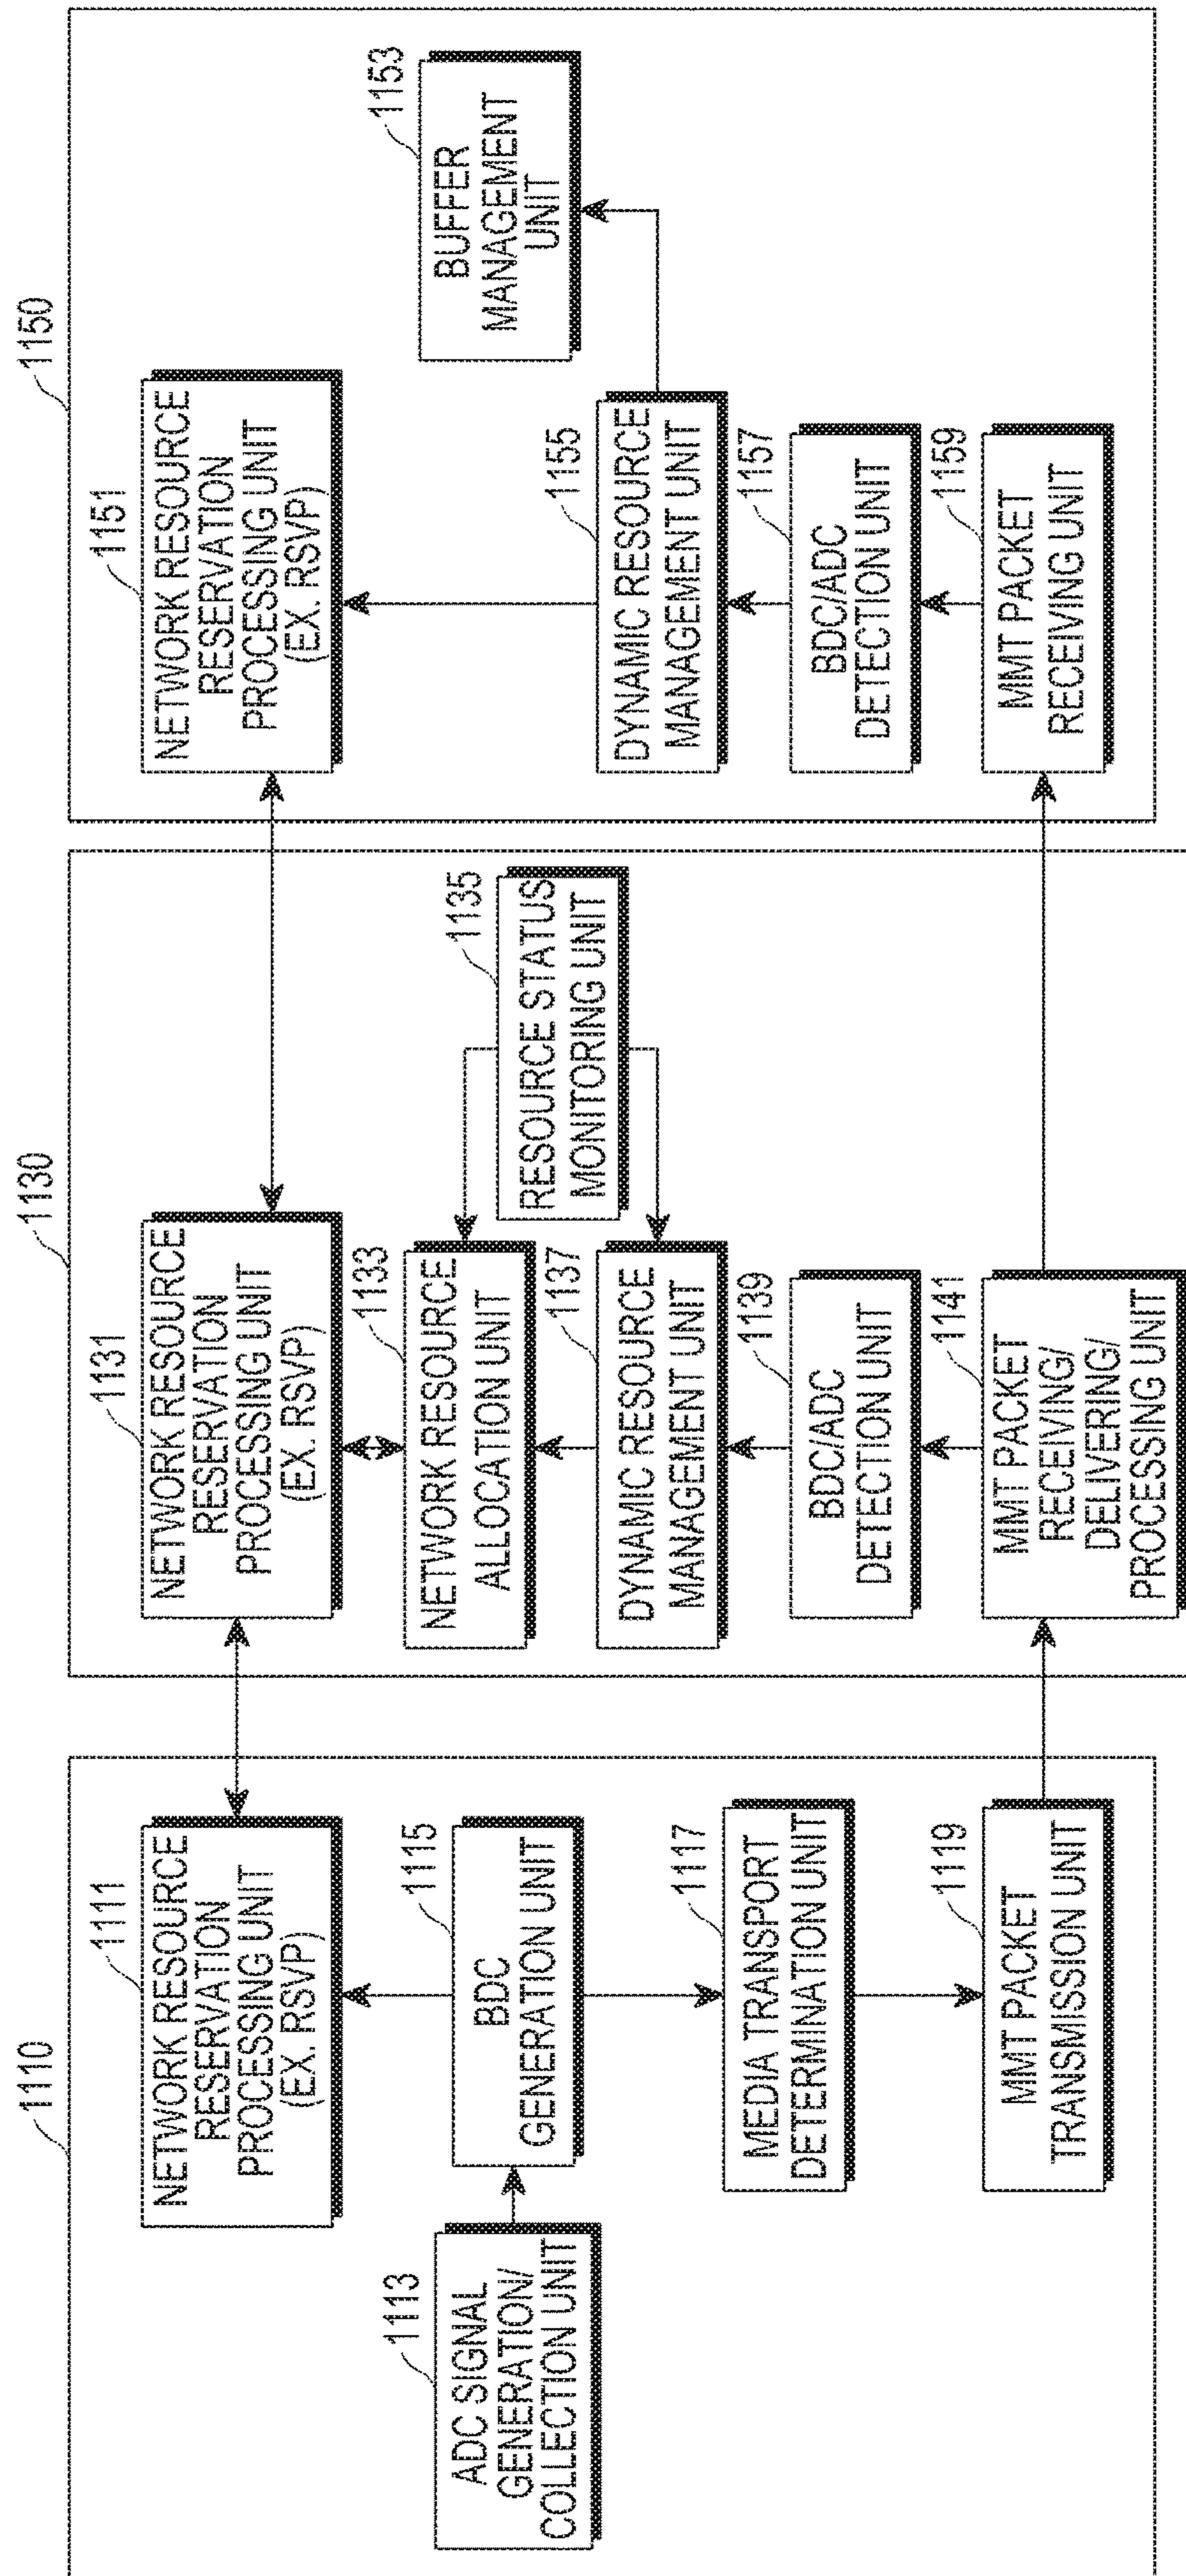 1110
1111
NETWORK RESOURCE
RESERVATION
PROCESSING UNIT
(EX. RSVP)
1113
ADC SIGNAL
GENERATION/
COLLECTION UNIT
1115
BDC
GENERATION UNIT
1117
MEDIA TRANSPORT
DETERMINATION UNIT
1119
MMT PACKET
TRANSMISSION UNIT
1130
1131
NETWORK RESOURCE
RESERVATION
PROCESSING UNIT
(EX. RSVP)
1133
NETWORK RESOURCE
ALLOCATION UNIT
1135
RESOURCE STATUS
MONITORING UNIT
1137
DYNAMIC RESOURCE
MANAGEMENT UNIT
1139
BDC/ADC
DETECTION UNIT
1141
MMT PACKET
RECEIVING/
DELIVERING/
PROCESSING UNIT
1150
1151
NETWORK RESOURCE
RESERVATION
PROCESSING UNIT
(EX. RSVP)
1153
BUFFER
MANAGEMENT
UNIT
1155
DYNAMIC RESOURCE
MANAGEMENT UNIT
1157
BDC/ADC
DETECTION UNIT
1159
MMT PACKET
RECEIVING UNIT